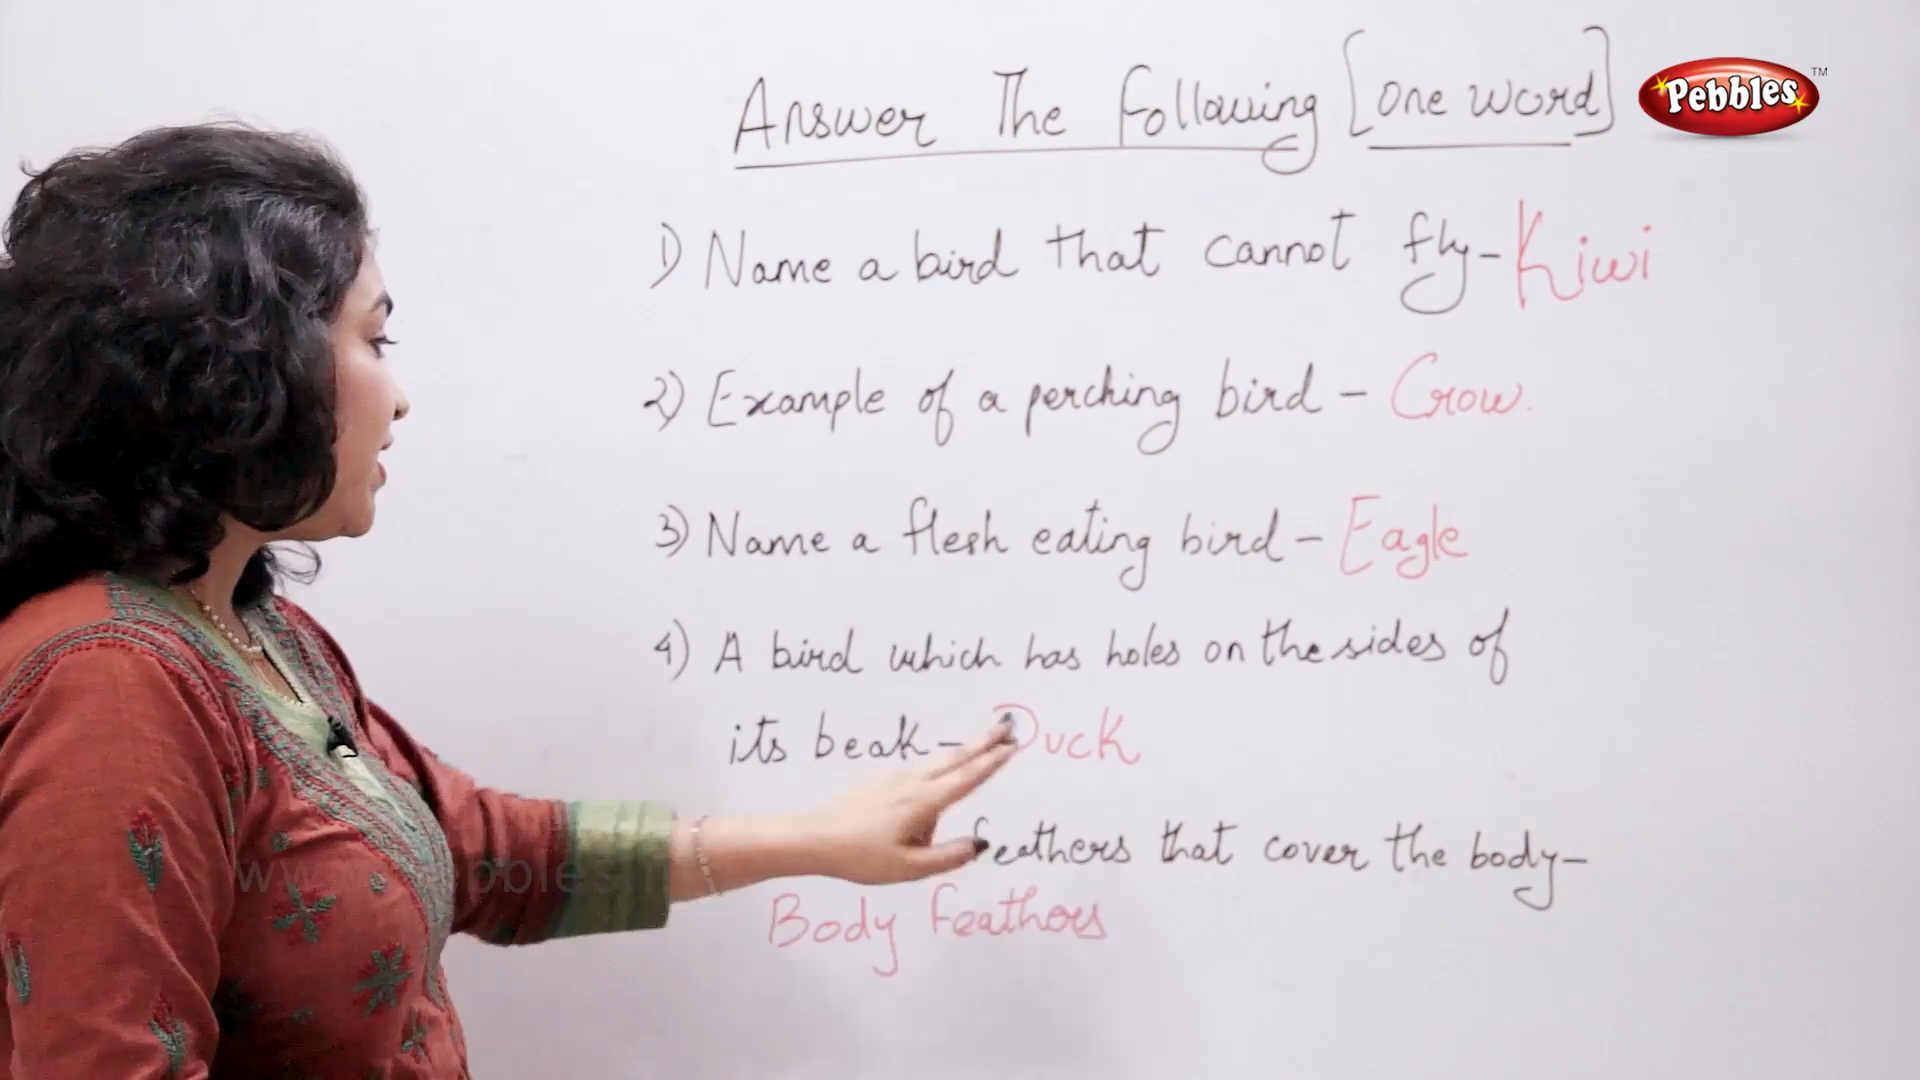 Answer The Following [One word]
Pebbles TM
1) Name a bird that cannot fly - Kiwi
2) Example of a perching bird - Crow.
3) Name a flesh eating bird - Eagle
4) A bird which has holes on the sides of
its beak - Duck
feathers that cover the body -
Body Feathers